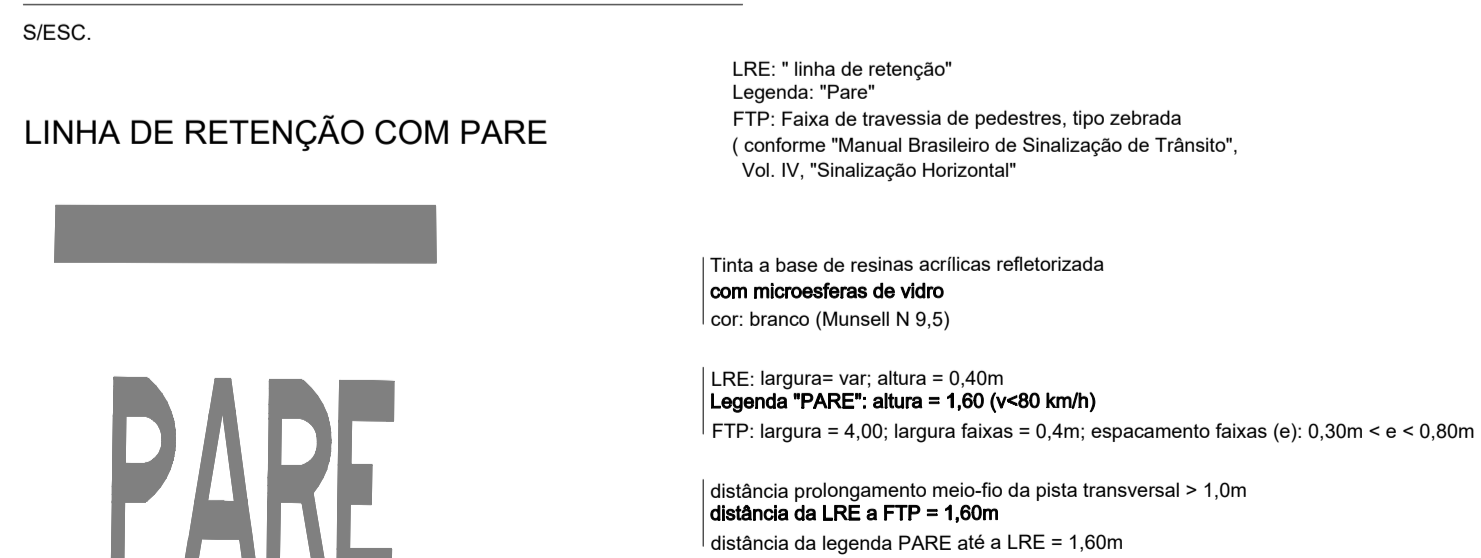 S/ESC.
LINHA DE RETENÇÃO COM PARE
PARE
LRE: " linha de retenção"
Legenda: "Pare"
FTP: Faixa de travessia de pedestres, tipo zebrada
( conforme "Manual Brasileiro de Sinalização de Trânsito",
Vol. IV, "Sinalização Horizontal"
Tinta a base de resinas acrílicas refletorizada
com microesferas de vidro
cor: branco (Munsell N 9,5)
LRE: largura= var; altura = 0,40m
Legenda "PARE": altura = 1,60 (v<80 km/h)
FTP: largura = 4,00; largura faixas = 0,4m; espacamento faixas (e): 0,30m < e < 0,80m
distância prolongamento meio-fio da pista transversal > 1,0m
distância da LRE a FTP = 1,60m
distância da legenda PARE até a LRE = 1,60m